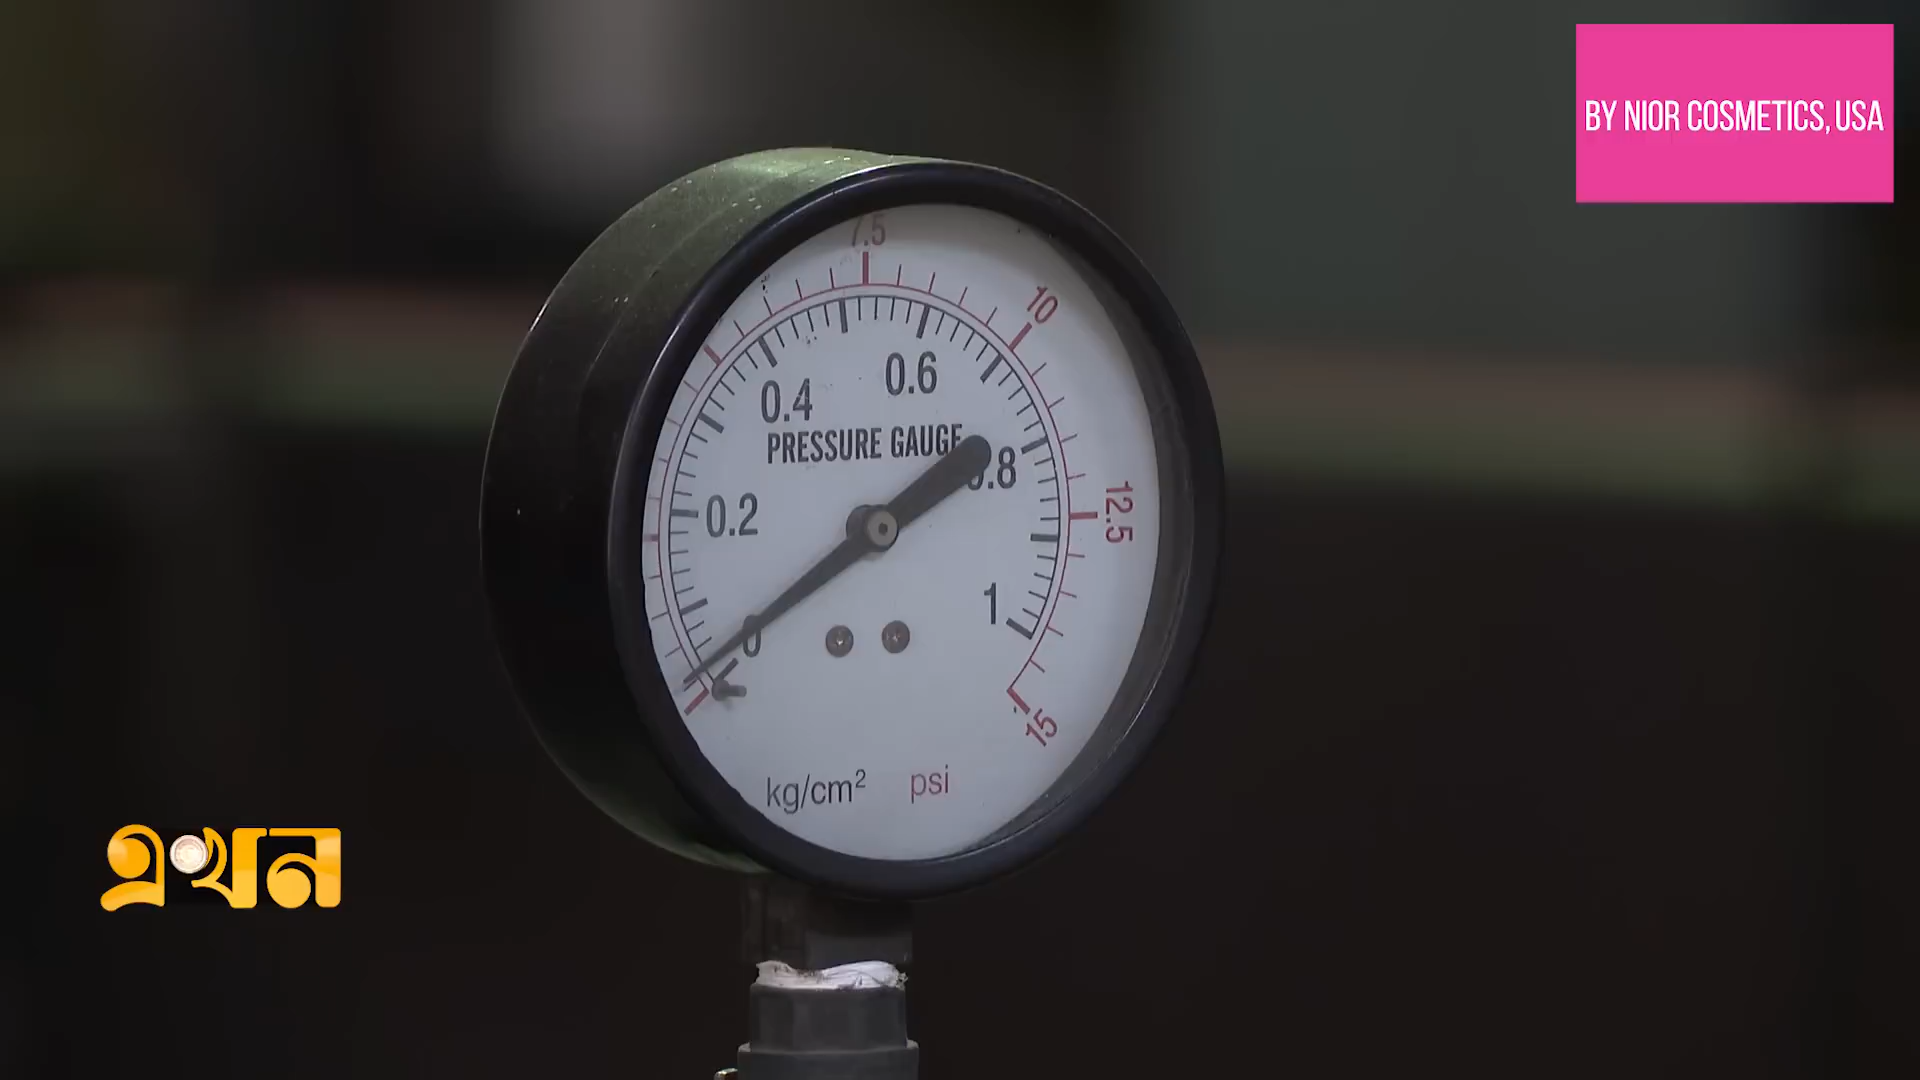 BY NIOR COSMETICS, USA
7.5
10
0.4
0.6
PRESSURE GAUGE
0.2
12.5
1
0
15
kg/cm² psi
এখন